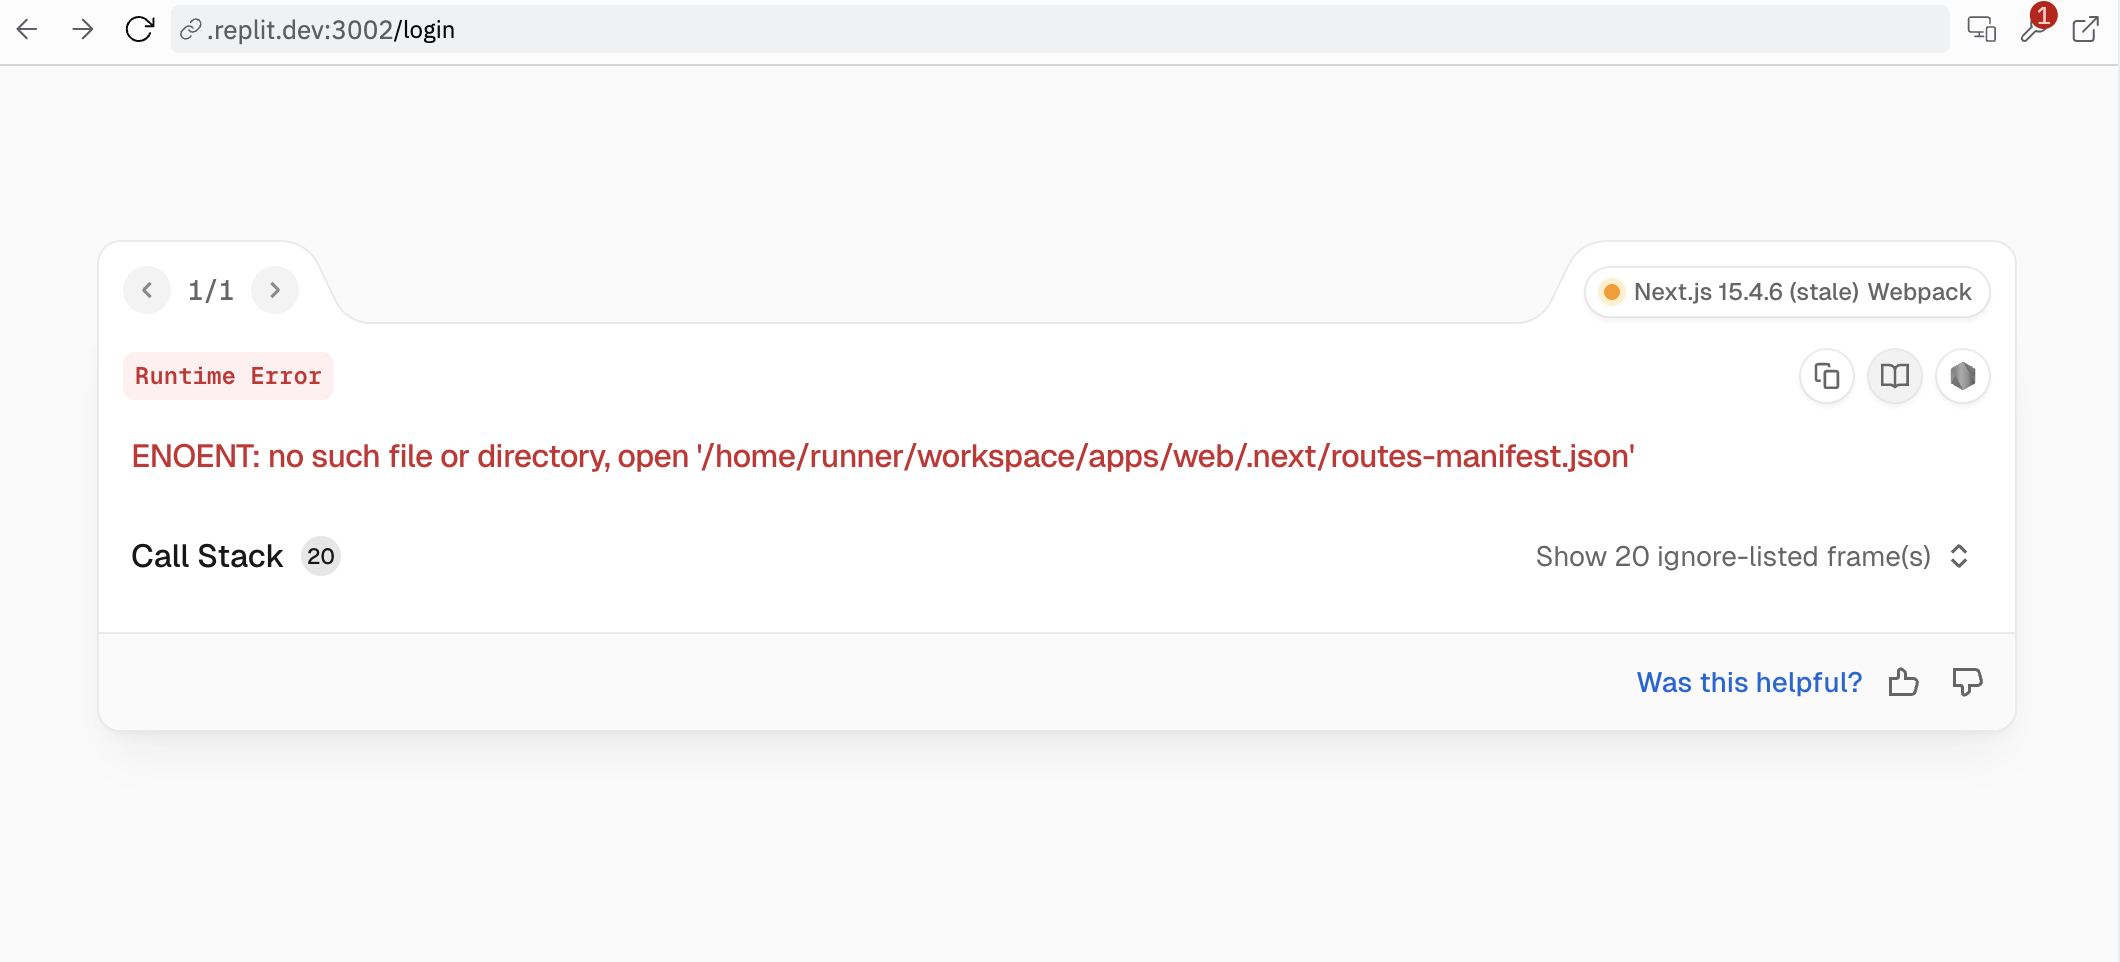 .replit.dev:3002/login
1
1/1
Next.js 15.4.6 (stale) Webpack
Runtime Error
ENOENT: no such file or directory, open '/home/runner/workspace/apps/web/.next/routes-manifest.json'
Call Stack 20
Show 20 ignore-listed frame(s)
Was this helpful?